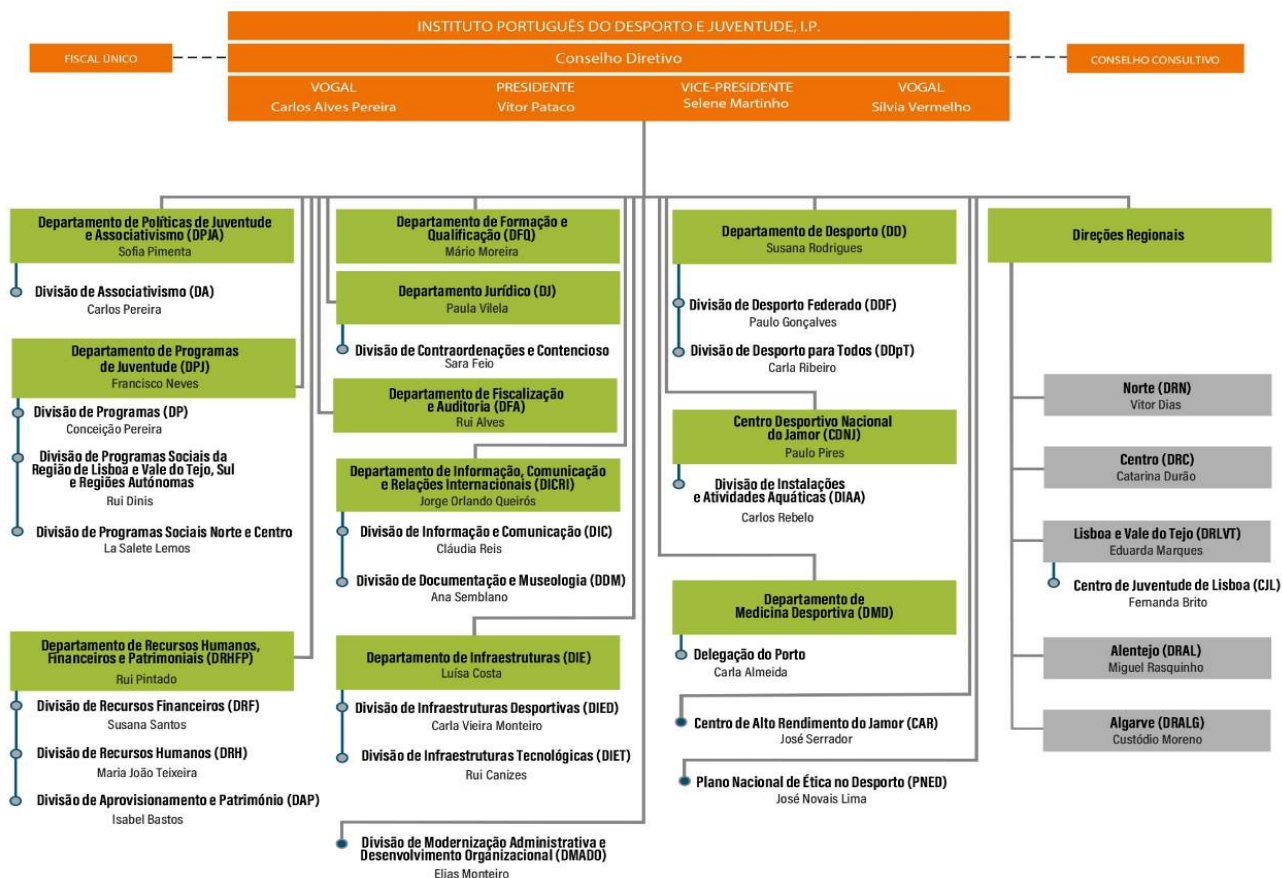 INSTITUTO PORTUGUÊS DO DESPORTO E JUVENTUDE, I.P.
FISCAL ÚNICO
Conselho Diretivo
CONSELHO CONSULTIVO
VOGAL
Carlos Alves Pereira
PRESIDENTE
Vítor Pataco
VICE-PRESIDENTE
Selene Martinho
VOGAL
Sílvia Vermelho
Departamento de Políticas de Juventude
e Associativismo (DPJA)
Sofia Pimenta
Divisão de Associativismo (DA)
Carlos Pereira
Departamento de Programas
de Juventude (DPJ)
Francisco Neves
Divisão de Programas (DP)
Conceição Pereira
Divisão de Programas Sociais da
Região de Lisboa e Vale do Tejo, Sul
e Regiões Autónomas
Rui Dinis
Divisão de Programas Sociais Norte e Centro
La Salete Lemos
Departamento de Recursos Humanos,
Financeiros e Patrimoniais (DRHFP)
Rui Pintado
Divisão de Recursos Financeiros (DRF)
Susana Santos
Divisão de Recursos Humanos (DRH)
Maria João Teixeira
Divisão de Aprovisionamento e Património (DAP)
Isabel Bastos
Departamento de Formação e
Qualificação (DFQ)
Mário Moreira
Departamento Jurídico (DJ)
Paula Vilela
Divisão de Contraordenações e Contencioso
Sara Feio
Departamento de Fiscalização
e Auditoria (DFA)
Rui Alves
Departamento de Informação, Comunicação
e Relações Internacionais (DICRI)
Jorge Orlando Queirós
Divisão de Informação e Comunicação (DIC)
Cláudia Reis
Divisão de Documentação e Museologia (DDM)
Ana Semblano
Departamento de Infraestruturas (DIE)
Luísa Costa
Divisão de Infraestruturas Desportivas (DIED)
Carla Vieira Monteiro
Divisão de Infraestruturas Tecnológicas (DIET)
Rui Canizes
Divisão de Modernização Administrativa e
Desenvolvimento Organizacional (DMADO)
Elias Monteiro
Departamento de Desporto (DD)
Susana Rodrigues
Divisão de Desporto Federado (DDF)
Paulo Gonçalves
Divisão de Desporto para Todos (DDpT)
Carla Ribeiro
Centro Desportivo Nacional
do Jamor (CDNJ)
Paulo Pires
Divisão de Instalações
e Atividades Aquáticas (DIAA)
Carlos Rebelo
Departamento de
Medicina Desportiva (DMD)
Delegação do Porto
Carla Almeida
Centro de Alto Rendimento do Jamor (CAR)
José Serrador
Plano Nacional de Ética no Desporto (PNED)
José Novais Lima
Direções Regionais
Norte (DRN)
Vitor Dias
Centro (DRC)
Catarina Durão
Lisboa e Vale do Tejo (DRLVT)
Eduarda Marques
Centro de Juventude de Lisboa (CJL)
Fernanda Brito
Alentejo (DRAL)
Miguel Rasquinho
Algarve (DRALG)
Custódio Moreno